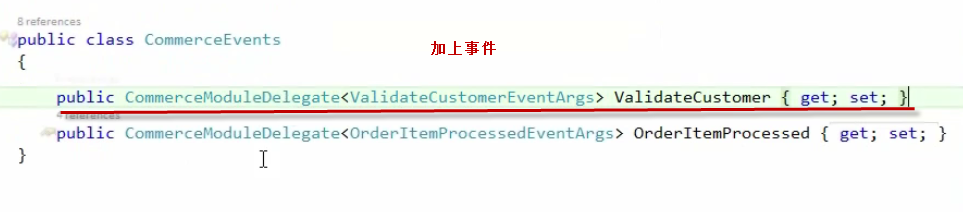 8 references
public class CommerceEvents
加上事件
{
public CommerceModuleDelegate<ValidateCustomerEventArgs> ValidateCustomer { get; set; }
references
public CommerceModuleDelegate<OrderItemProcessedEventArgs> OrderItemProcessed { get; set; }
}